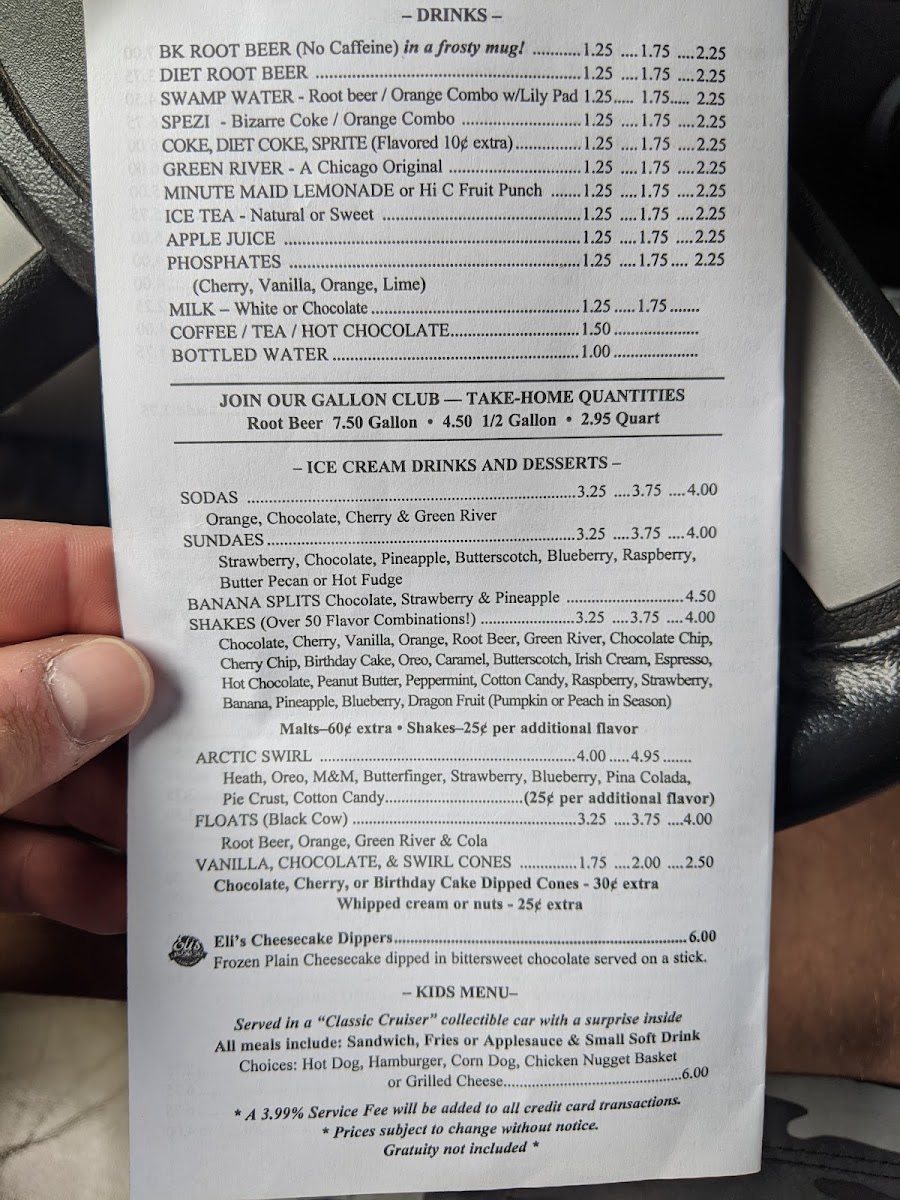 – DRINKS –
BK ROOT BEER (No Caffeine) in a frosty mug! ...........1.25 ....1.75 ....2.25
DIET ROOT BEER ..........................................................1.25 ....1.75 ....2.25
SWAMP WATER - Root beer / Orange Combo w/Lily Pad 1.25..... 1.75..... 2.25
SPEZI - Bizarre Coke / Orange Combo ..........................1.25 ....1.75 ....2.25
COKE, DIET COKE, SPRITE (Flavored 10¢ extra)...............1.25 ....1.75 ....2.25
GREEN RIVER - A Chicago Original .............................1.25 ....1.75 ....2.25
MINUTE MAID LEMONADE or Hi C Fruit Punch .......1.25 ....1.75 ....2.25
ICE TEA - Natural or Sweet ...........................................1.25 ....1.75 ....2.25
APPLE JUICE .................................................................1.25 ....1.75 ....2.25
PHOSPHATES ................................................................1.25 ....1.75.... 2.25
(Cherry, Vanilla, Orange, Lime)
MILK – White or Chocolate..............................................1.25.....1.75.......
COFFEE / TEA / HOT CHOCOLATE.............................1.50...................
BOTTLED WATER.......................................................1.00...................
JOIN OUR GALLON CLUB — TAKE-HOME QUANTITIES
Root Beer 7.50 Gallon • 4.50 1/2 Gallon • 2.95 Quart
– ICE CREAM DRINKS AND DESSERTS –
SODAS .........................................................................3.25 ....3.75 ....4.00
Orange, Chocolate, Cherry & Green River
SUNDAES.....................................................................3.25 ....3.75 ....4.00
Strawberry, Chocolate, Pineapple, Butterscotch, Blueberry, Raspberry,
Butter Pecan or Hot Fudge
BANANA SPLITS Chocolate, Strawberry & Pineapple ..........................4.50
SHAKES (Over 50 Flavor Combinations!) .....................3.25 ....3.75 ....4.00
Chocolate, Cherry, Vanilla, Orange, Root Beer, Green River, Chocolate Chip,
Cherry Chip, Birthday Cake, Oreo, Caramel, Butterscotch, Irish Cream, Espresso,
Hot Chocolate, Peanut Butter, Peppermint, Cotton Candy, Raspberry, Strawberry,
Banana, Pineapple, Blueberry, Dragon Fruit (Pumpkin or Peach in Season)
Malts–60¢ extra • Shakes–25¢ per additional flavor
ARCTIC SWIRL .........................................................4.00 .....4.95.......
Heath, Oreo, M&M, Butterfinger, Strawberry, Blueberry, Pina Colada,
Pie Crust, Cotton Candy..............................(25¢ per additional flavor)
FLOATS (Black Cow) ..................................................3.25 ....3.75 ....4.00
Root Beer, Orange, Green River & Cola
VANILLA, CHOCOLATE, & SWIRL CONES .............1.75 ....2.00 ....2.50
Chocolate, Cherry, or Birthday Cake Dipped Cones - 30¢ extra
Whipped cream or nuts - 25¢ extra
Eli's
Eli's Cheesecake Dippers.................................................................6.00
Frozen Plain Cheesecake dipped in bittersweet chocolate served on a stick.
– KIDS MENU–
Served in a "Classic Cruiser" collectible car with a surprise inside
All meals include: Sandwich, Fries or Applesauce & Small Soft Drink
Choices: Hot Dog, Hamburger, Corn Dog, Chicken Nugget Basket
or Grilled Cheese.........................................6.00
* A 3.99% Service Fee will be added to all credit card transactions.
* Prices subject to change without notice.
Gratuity not included *